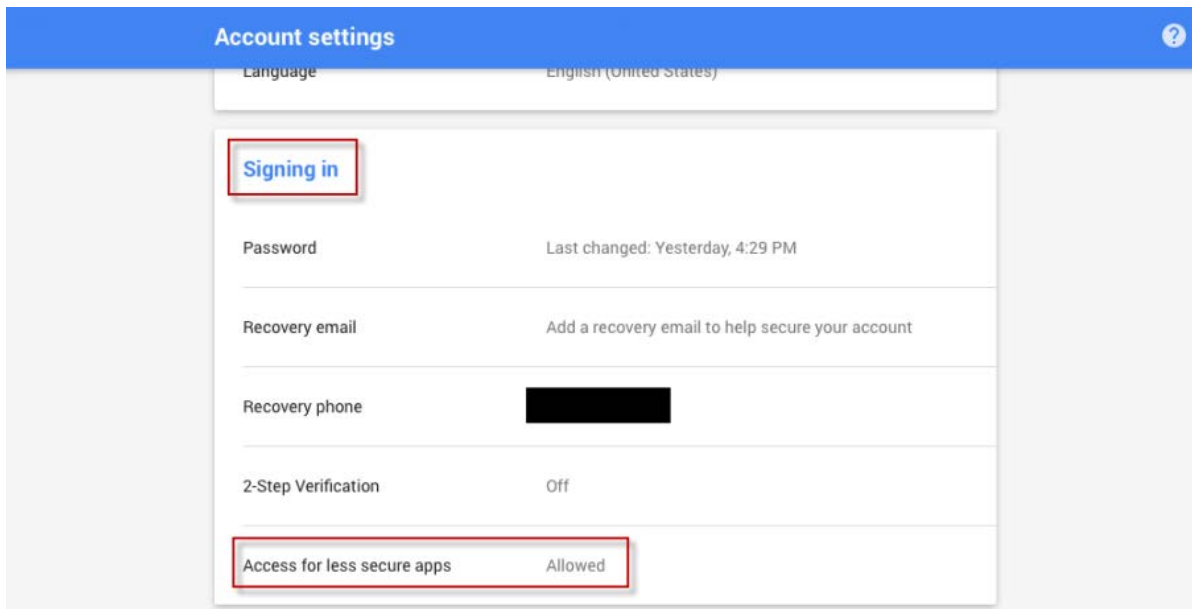 Account settings
?
Language English (United States)
Signing in
Password Last changed: Yesterday, 4:29 PM
Recovery email Add a recovery email to help secure your account
Recovery phone
2-Step Verification Off
Access for less secure apps Allowed